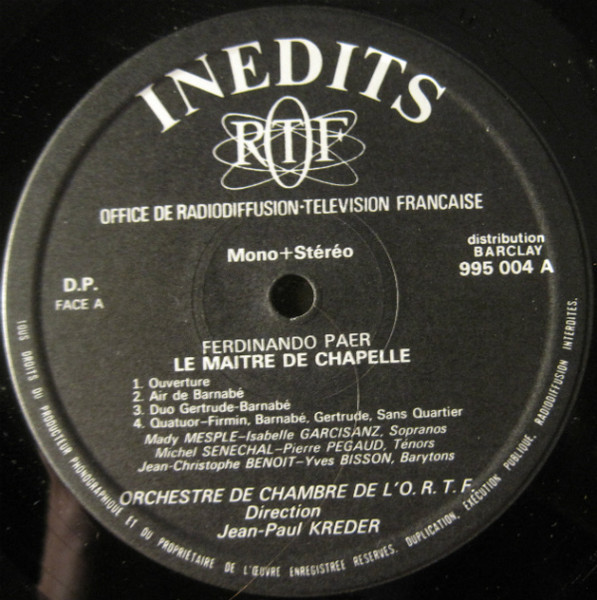 INEDITS
RTF
OFFICE DE RADIODIFFUSION-TELEVISION FRANCAISE
Mono+Stéréo
distribution
BARCLAY
995 004 A
D.P.
FACE A
FERDINANDO PAER
LE MAITRE DE CHAPELLE
1. Ouverture
2. Air de Barnabé
3. Duo Gertrude-Barnabé
4. Quatuor-Firmin, Barnabé, Gertrude, Sans Quartier
Mady MESPLE-Isabelle GARCISANZ, Sopranos
Michel SENECHAL-Pierre PEGAUD, Ténors
Jean-Christophe BENOIT-Yves BISSON, Barytons
ORCHESTRE DE CHAMBRE DE L'O.R.T.F.
Direction
Jean-Paul KREDER
TOUS DROITS DU PRODUCTEUR PHONOGRAPHIQUE ET DU PROPRIÉTAIRE DE L'ŒUVRE ENREGISTREE RESERVES. DUPLICATION, EXÉCUTION PUBLIQUE, RADIODIFFUSION INTERDITES.